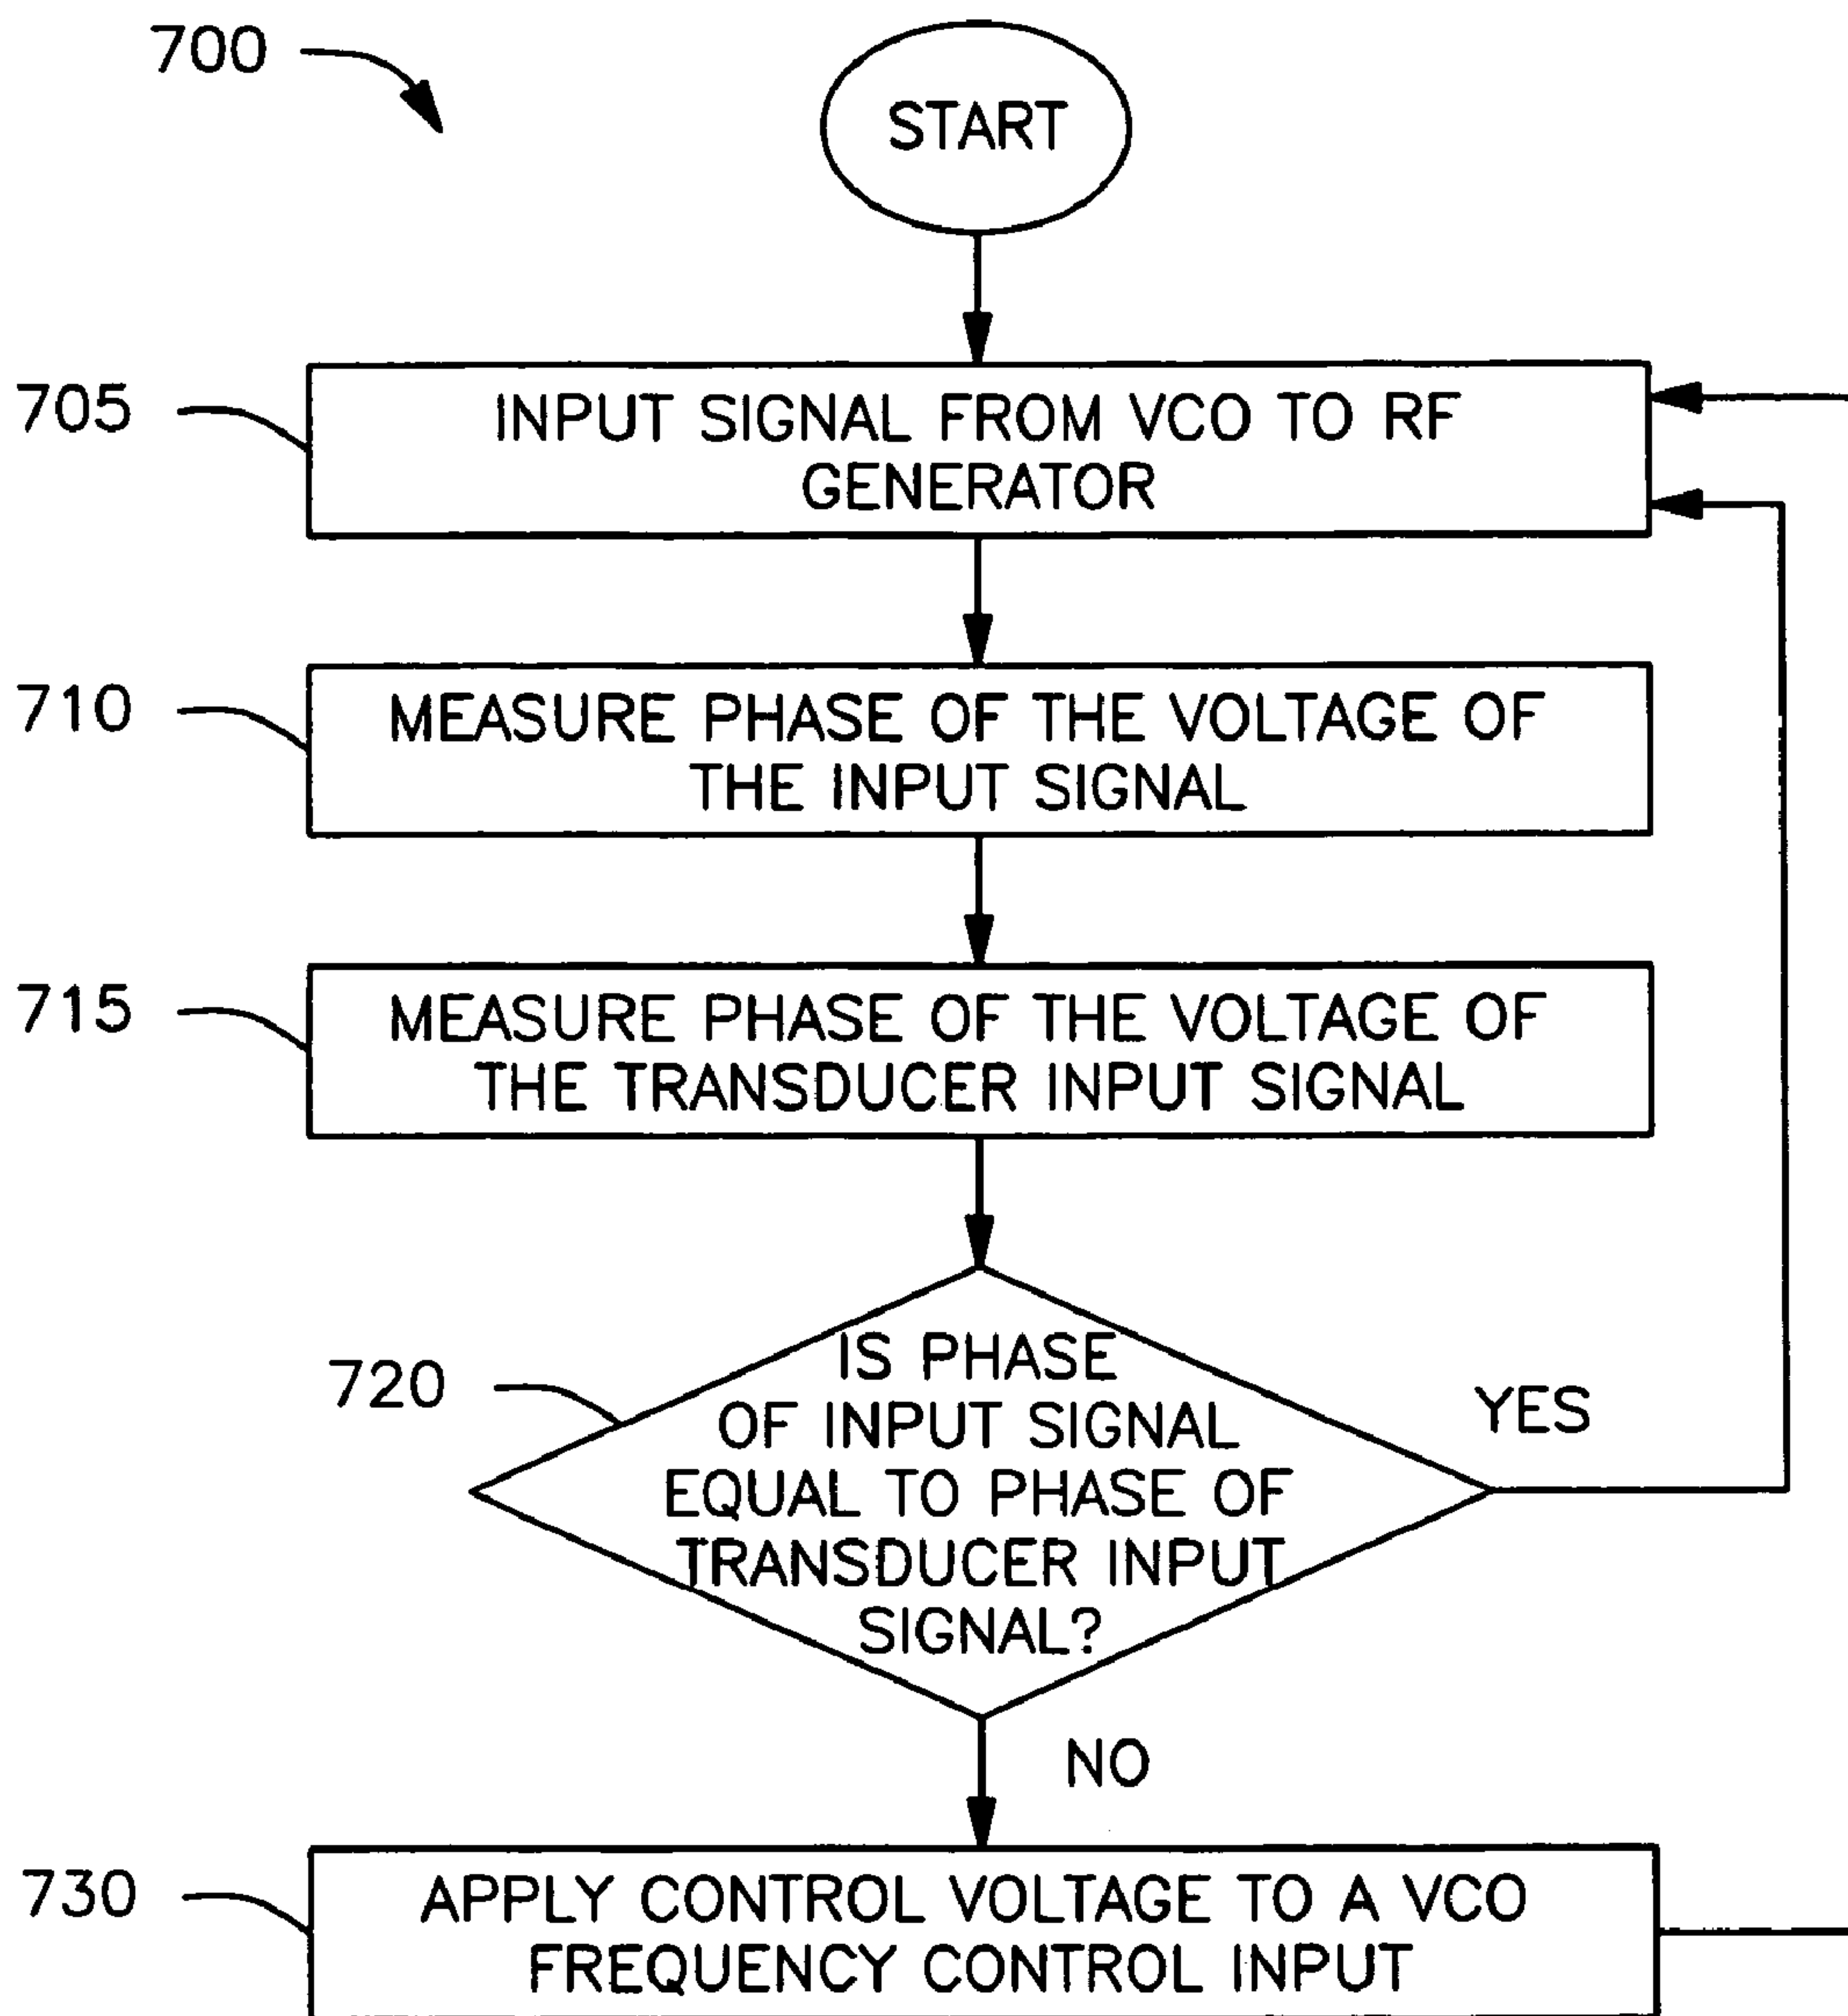 700
START
705
INPUT SIGNAL FROM VCO TO RF
GENERATOR
710
MEASURE PHASE OF THE VOLTAGE OF
THE INPUT SIGNAL
715
MEASURE PHASE OF THE VOLTAGE OF
THE TRANSDUCER INPUT SIGNAL
720
IS PHASE
OF INPUT SIGNAL
EQUAL TO PHASE OF
TRANSDUCER INPUT
SIGNAL?
YES
NO
730
APPLY CONTROL VOLTAGE TO A VCO
FREQUENCY CONTROL INPUT